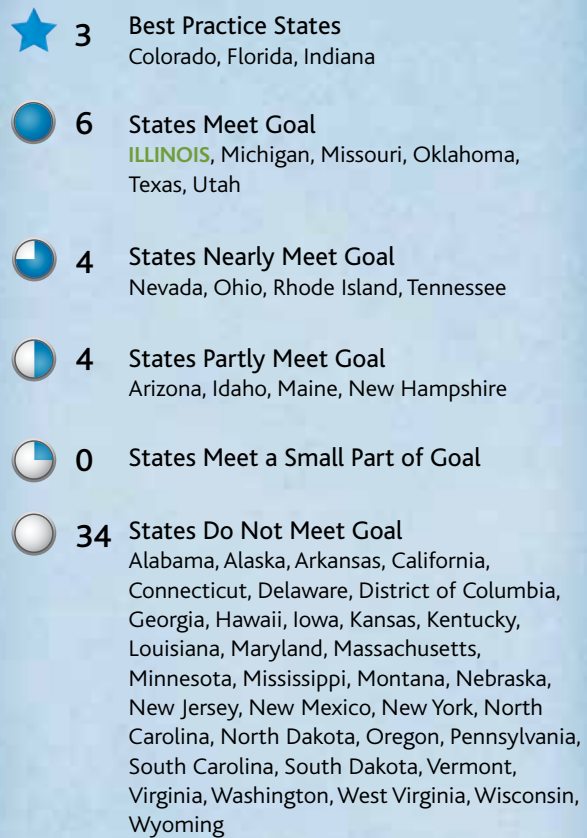 3 Best Practice States
Colorado, Florida, Indiana
6 States Meet Goal
ILLINOIS, Michigan, Missouri, Oklahoma,
Texas, Utah
4 States Nearly Meet Goal
Nevada, Ohio, Rhode Island, Tennessee
4 States Partly Meet Goal
Arizona, Idaho, Maine, New Hampshire
0 States Meet a Small Part of Goal
34 States Do Not Meet Goal
Alabama, Alaska, Arkansas, California,
Connecticut, Delaware, District of Columbia,
Georgia, Hawaii, Iowa, Kansas, Kentucky,
Louisiana, Maryland, Massachusetts,
Minnesota, Mississippi, Montana, Nebraska,
New Jersey, New Mexico, New York, North
Carolina, North Dakota, Oregon, Pennsylvania,
South Carolina, South Dakota, Vermont,
Virginia, Washington, West Virginia, Wisconsin,
Wyoming